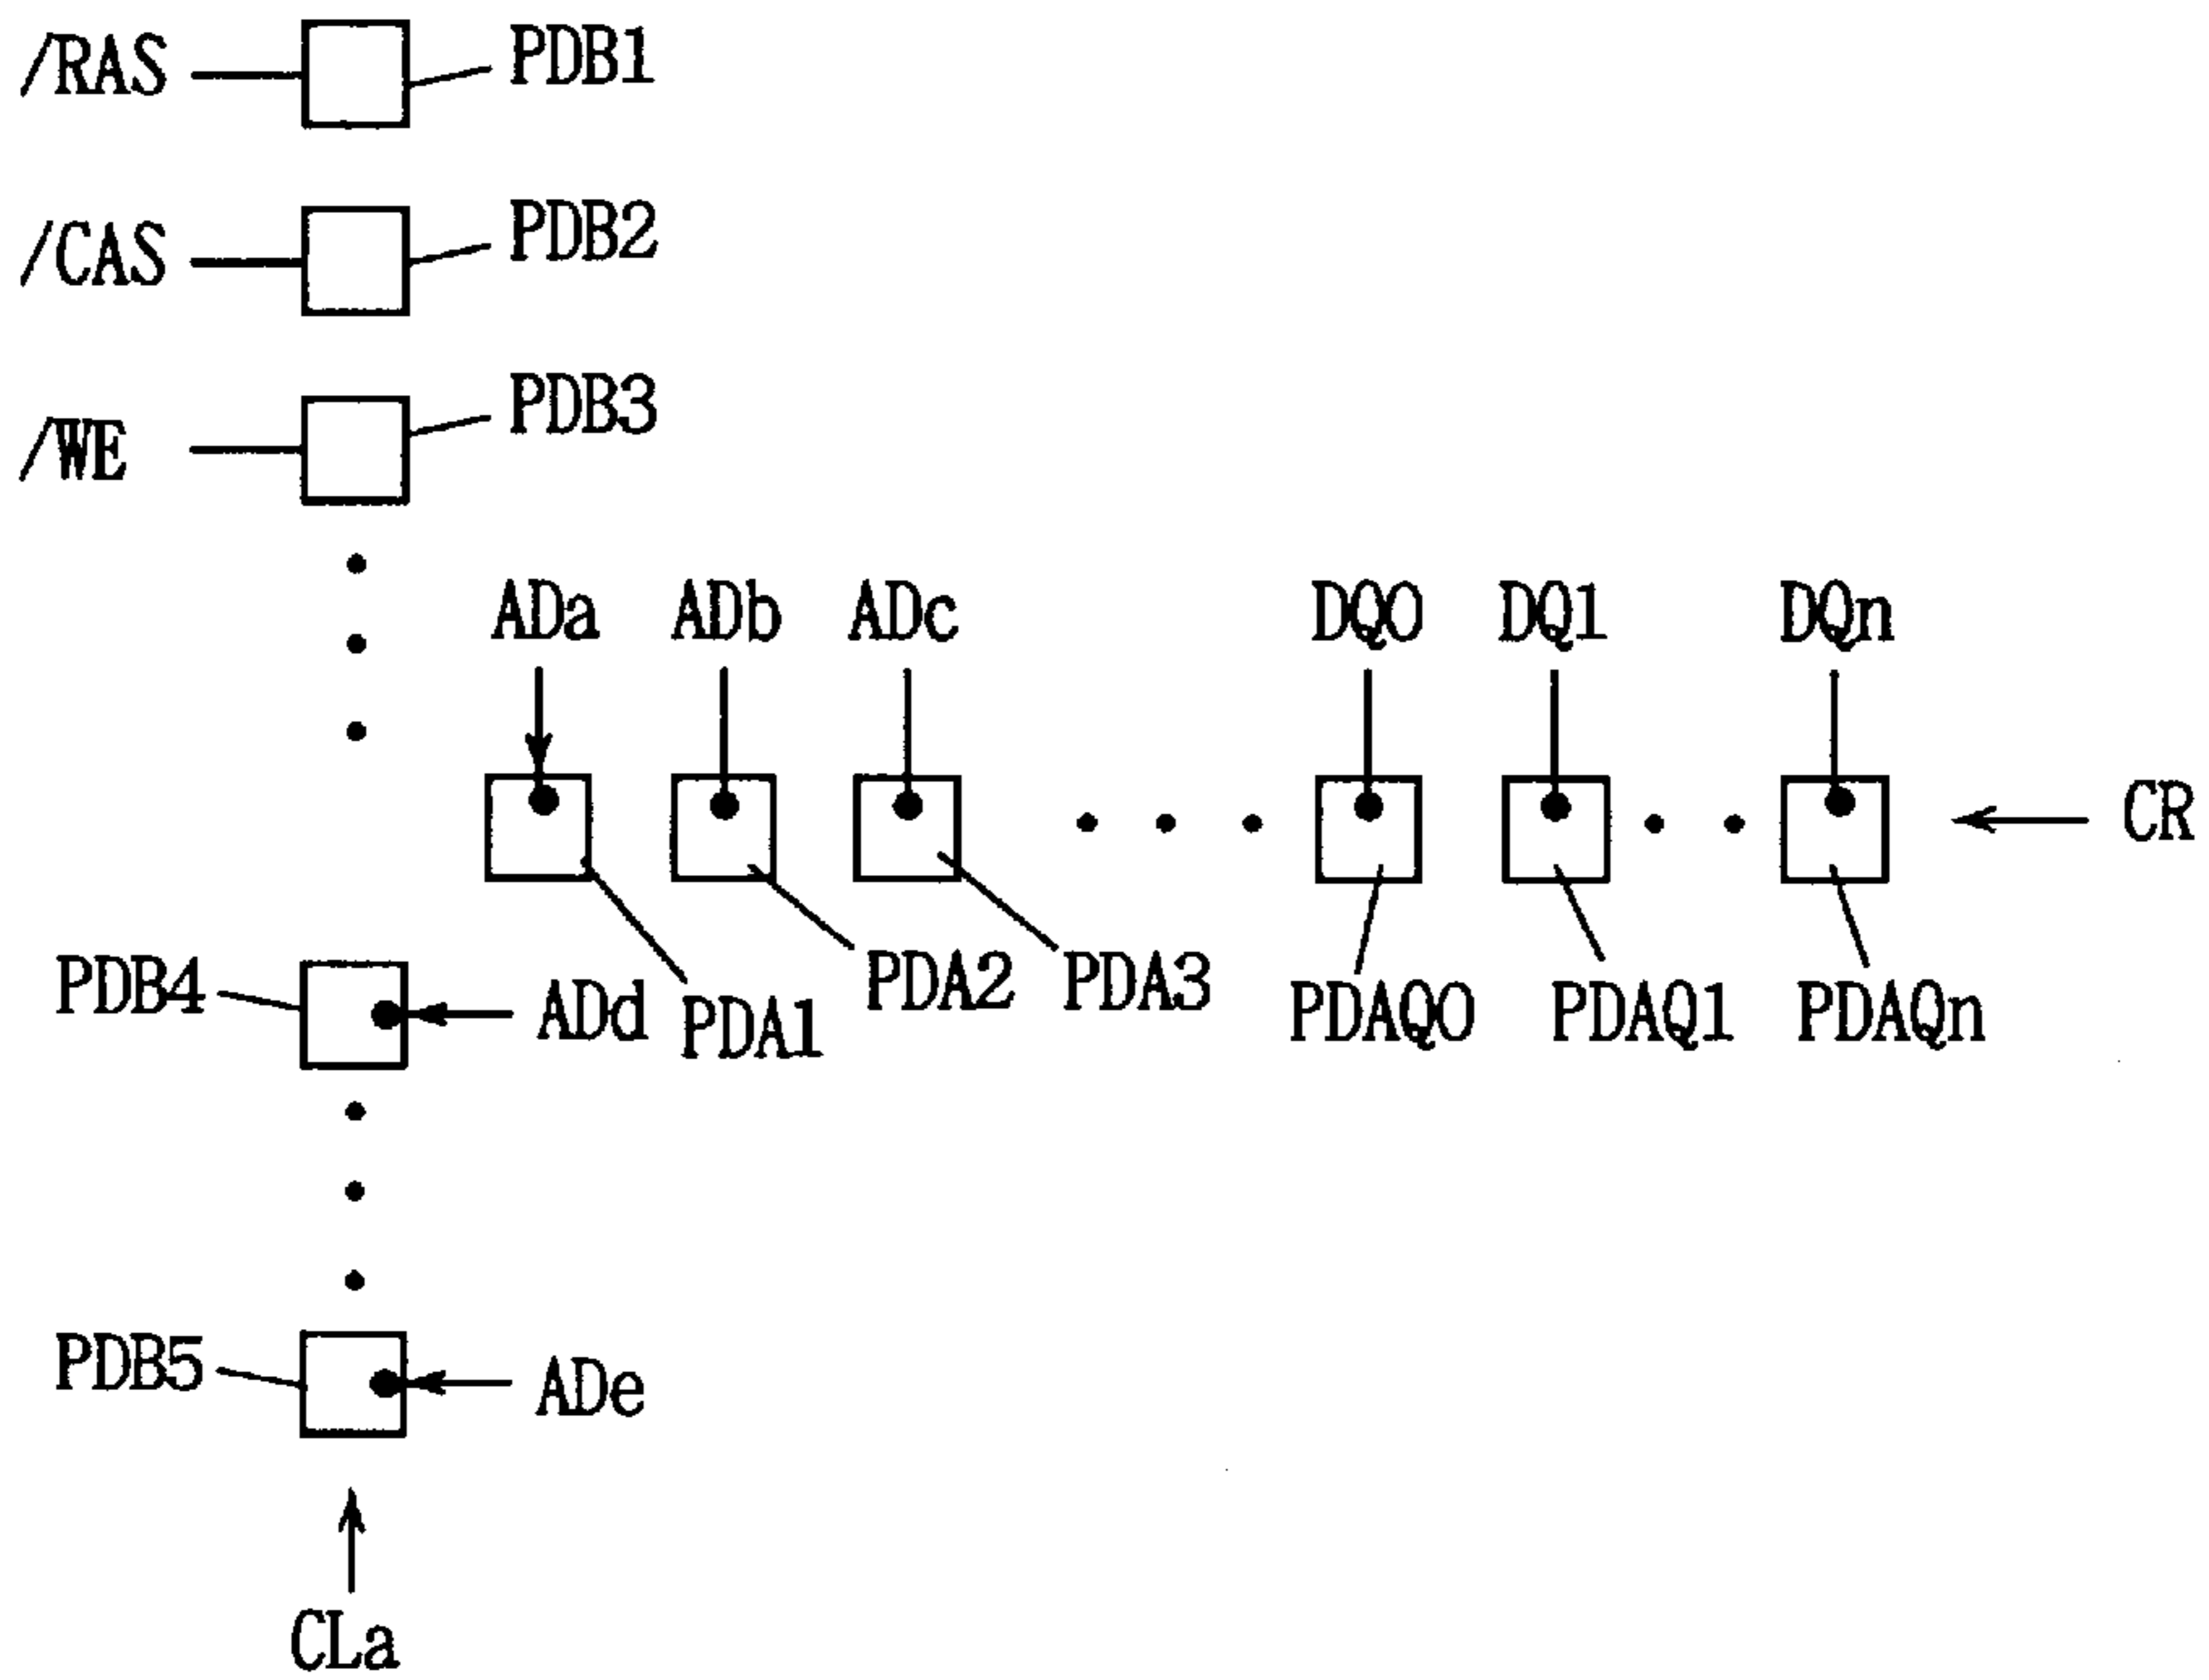 /RAS
PDB1
/CAS
PDB2
/WE
PDB3
ADa
ADb
ADc
DQ0
DQ1
DQn
CR
PDB4
ADd
PDA1
PDA2
PDA3
PDAQ0
PDAQ1
PDAQn
PDB5
ADe
CLa